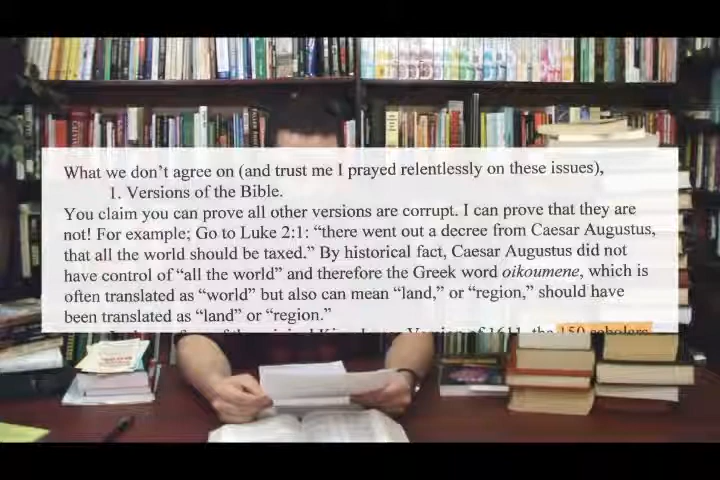 What we don’t agree on (and trust me I prayed relentlessly on these issues),
1. Versions of the Bible.
You claim you can prove all other versions are corrupt. I can prove that they are
not! For example; Go to Luke 2:1: “there went out a decree from Caesar Augustus,
that all the world should be taxed.” By historical fact, Caesar Augustus did not
have control of “all the world” and therefore the Greek word oikoumene, which is
often translated as “world” but also can mean “land,” or “region,” should have
been translated as “land” or “region.”
of 1611, the 150 scholars